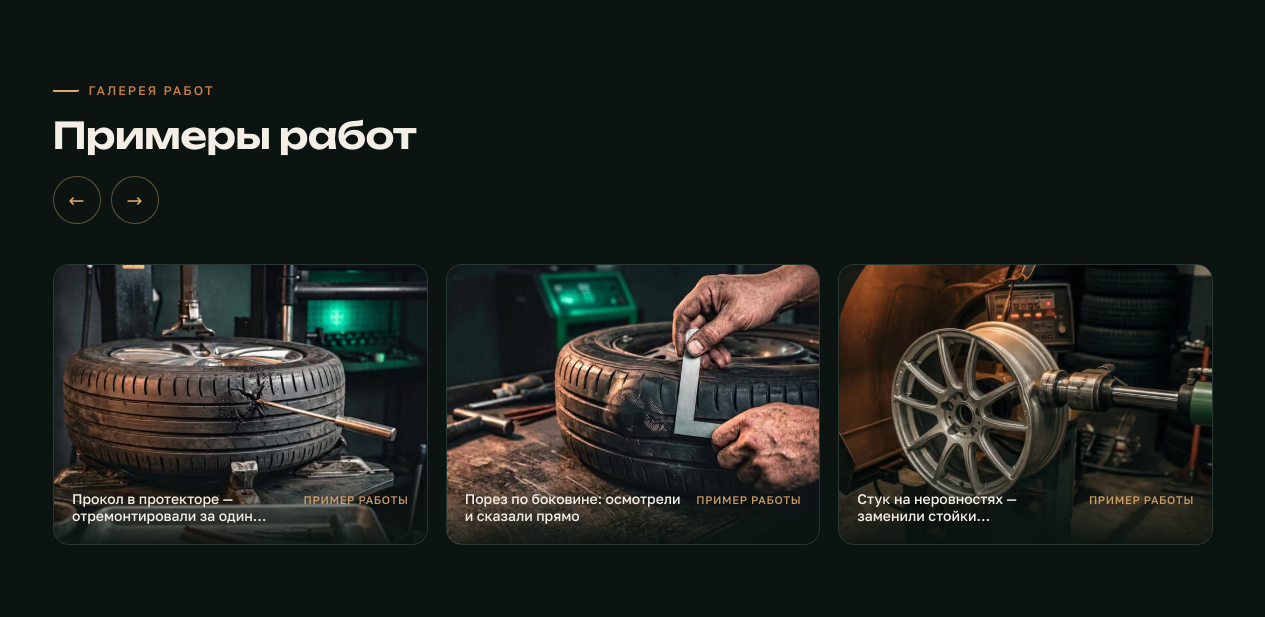 ГАЛЕРЕЯ РАБОТ
Примеры работ
← →
Прокол в протекторе —
отремонтировали за один...
ПРИМЕР РАБОТЫ
Порез по боковине: осмотрели
и сказали прямо
ПРИМЕР РАБОТЫ
Стук на неровностях —
заменили стойки...
ПРИМЕР РАБОТЫ